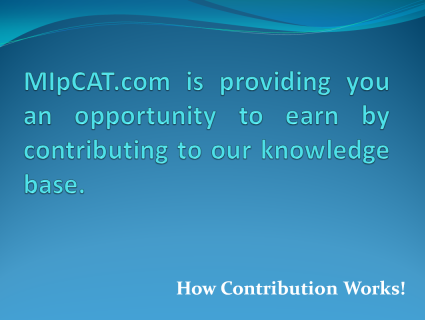 MIpCAT.com is providing you
an opportunity to earn by
contributing to our knowledge
base.
How Contribution Works!